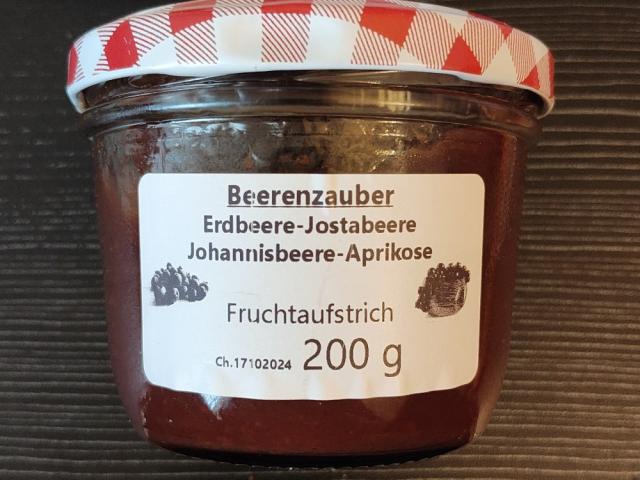 Beerenzauber
Erdbeere-Jostabeere
Johannisbeere-Aprikose
Fruchtaufstrich
Ch.17102024 200 g